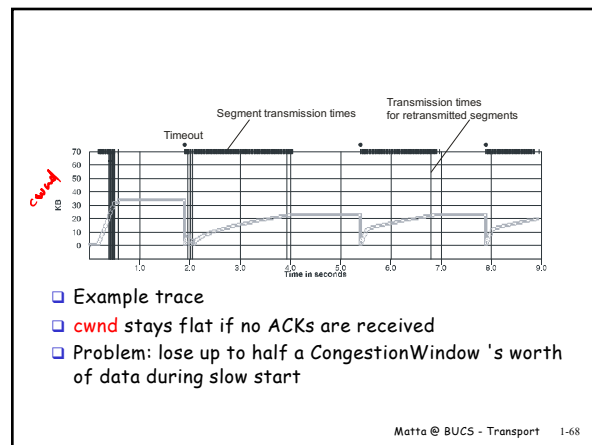 Transmission times
for retransmitted segments
Segment transmission times
Timeout
70
60
50
40
30
20
10
0
KB
cwnd
1.0 2.0 3.0 4.0 5.0 6.0 7.0 8.0 9.0
Time in seconds
Example trace
cwnd stays flat if no ACKs are received
Problem: lose up to half a CongestionWindow 's worth
of data during slow start
Matta @ BUCS - Transport 1-68